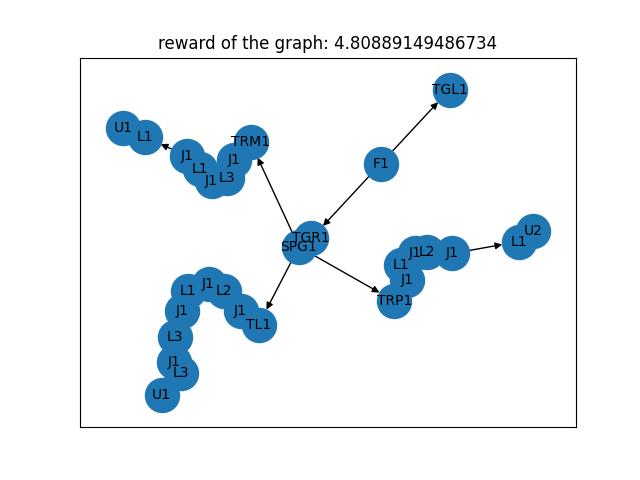 reward of the graph: 4.80889149486734
TGL1
U1
L1
TRM1
J1
J1
L1
J1
L3
F1
TGR1
SPG1
U2
L1
J1
L2
J1
L1
J1
TRP1
J1
L1
L2
J1
J1
TL1
L3
J1
L3
U1